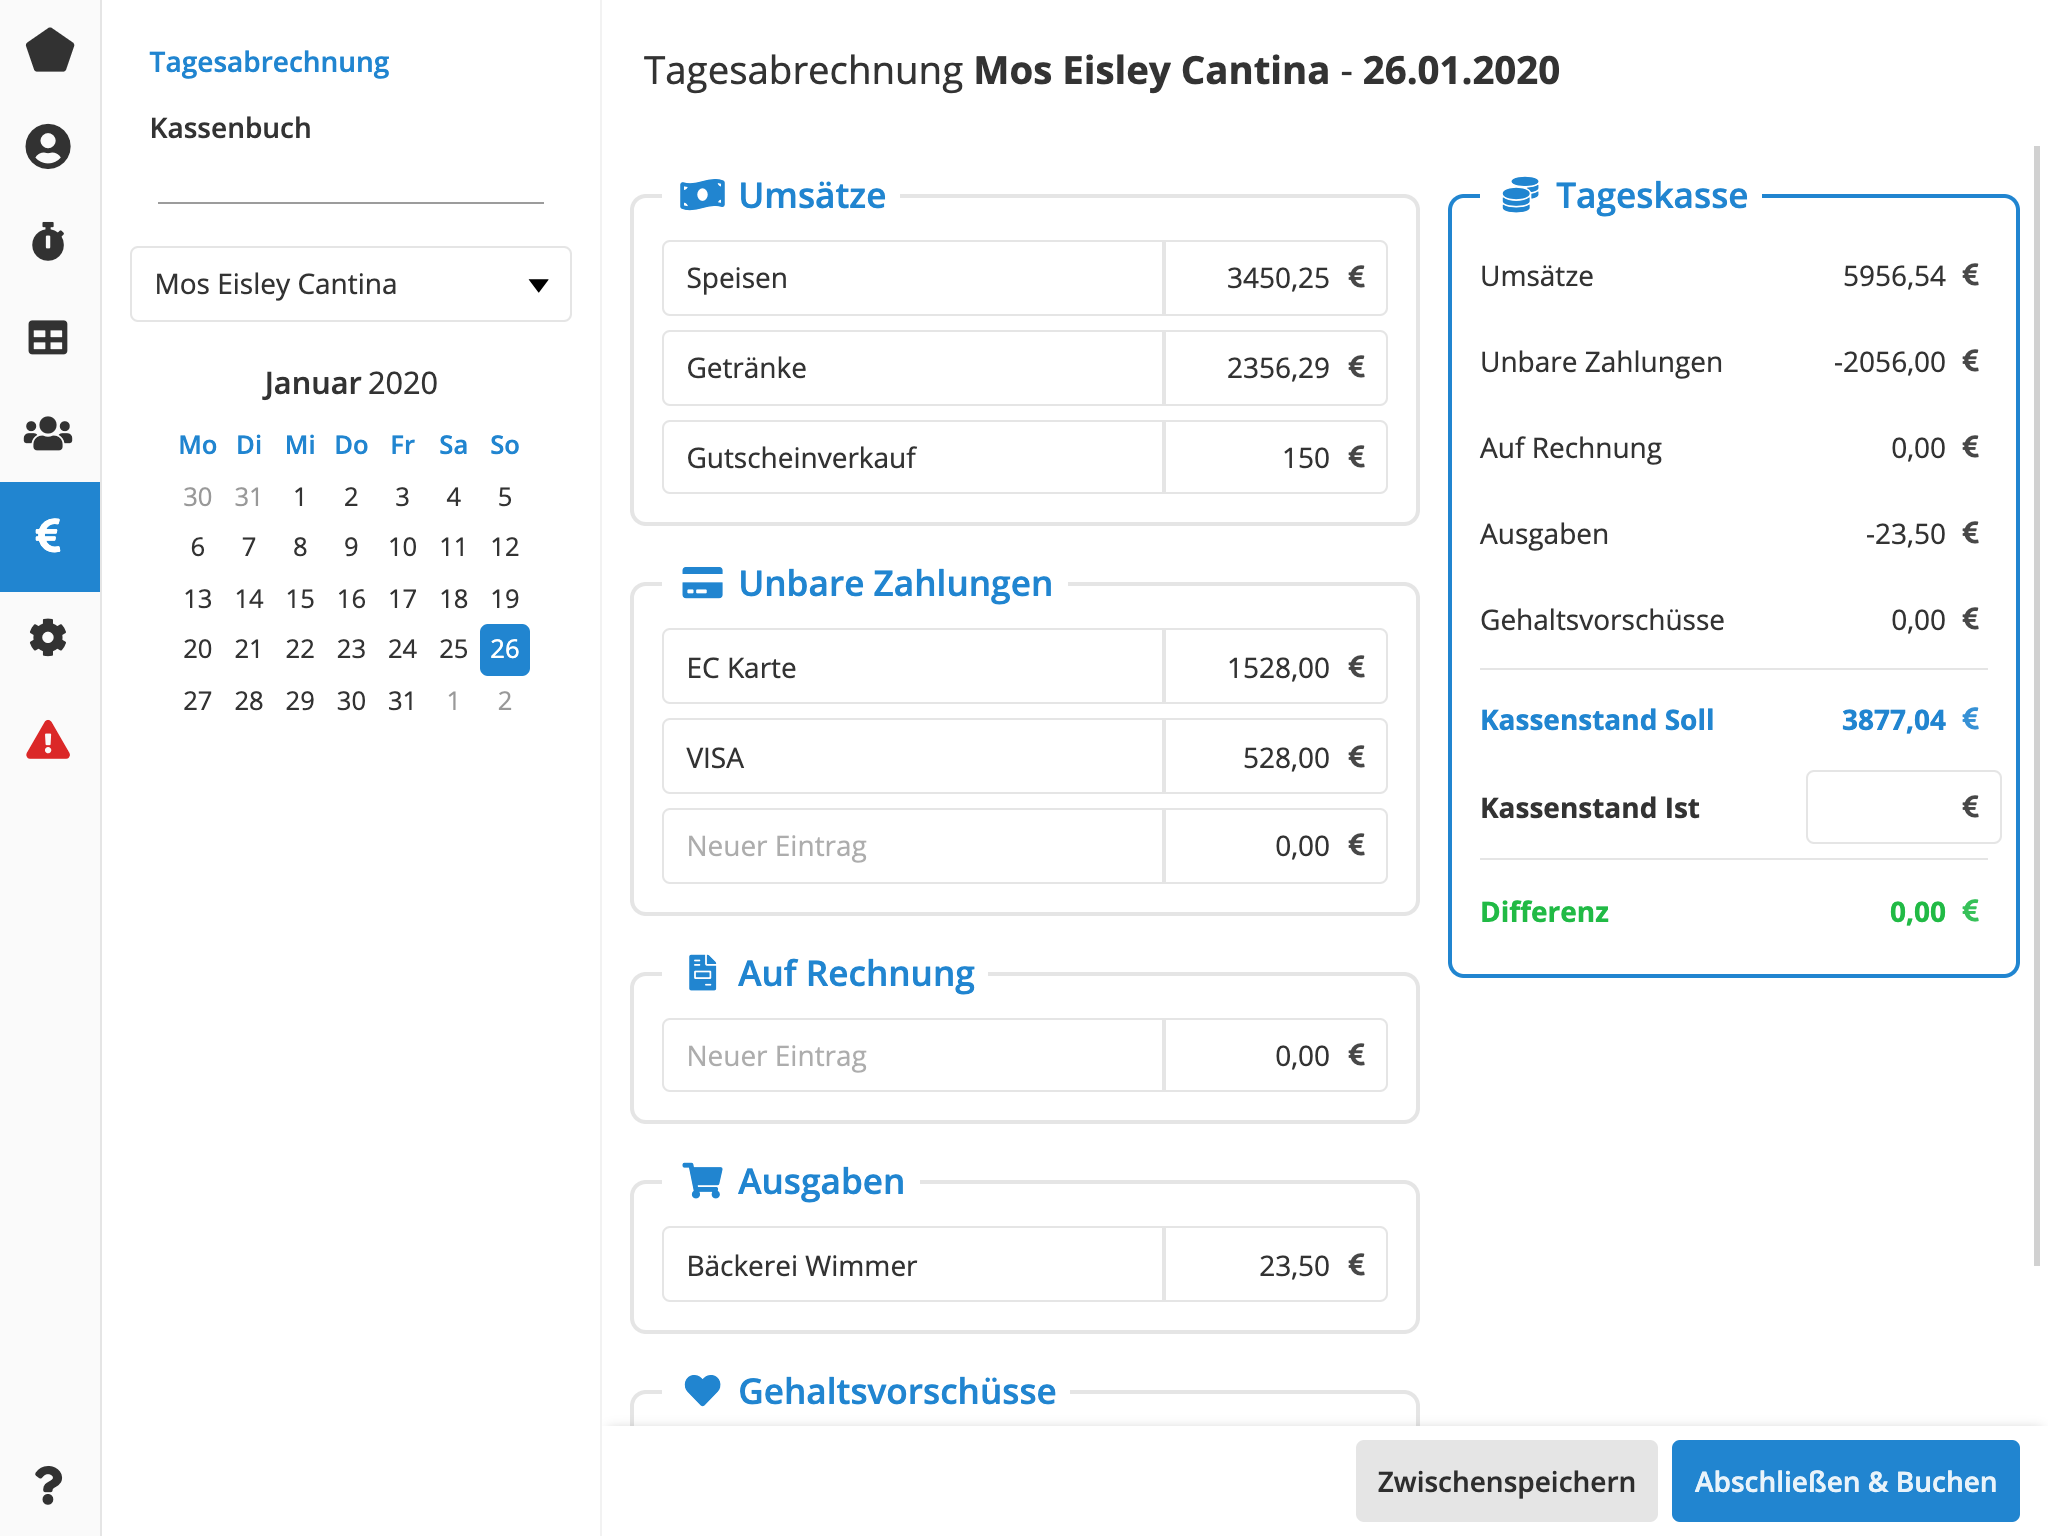 Tagesabrechnung
Kassenbuch
Mos Eisley Cantina
Januar 2020
Mo Di Mi Do Fr Sa So
30 31 1 2 3 4 5
6 7 8 9 10 11 12
13 14 15 16 17 18 19
20 21 22 23 24 25 26
27 28 29 30 31 1 2
€
?
Tagesabrechnung Mos Eisley Cantina - 26.01.2020
Umsätze
Speisen 3450,25 €
Getränke 2356,29 €
Gutscheinverkauf 150 €
Unbare Zahlungen
EC Karte 1528,00 €
VISA 528,00 €
Neuer Eintrag 0,00 €
Auf Rechnung
Neuer Eintrag 0,00 €
Ausgaben
Bäckerei Wimmer 23,50 €
Gehaltsvorschüsse
Tageskasse
Umsätze 5956,54 €
Unbare Zahlungen -2056,00 €
Auf Rechnung 0,00 €
Ausgaben -23,50 €
Gehaltsvorschüsse 0,00 €
Kassenstand Soll 3877,04 €
Kassenstand Ist €
Differenz 0,00 €
Zwischenspeichern
Abschließen & Buchen